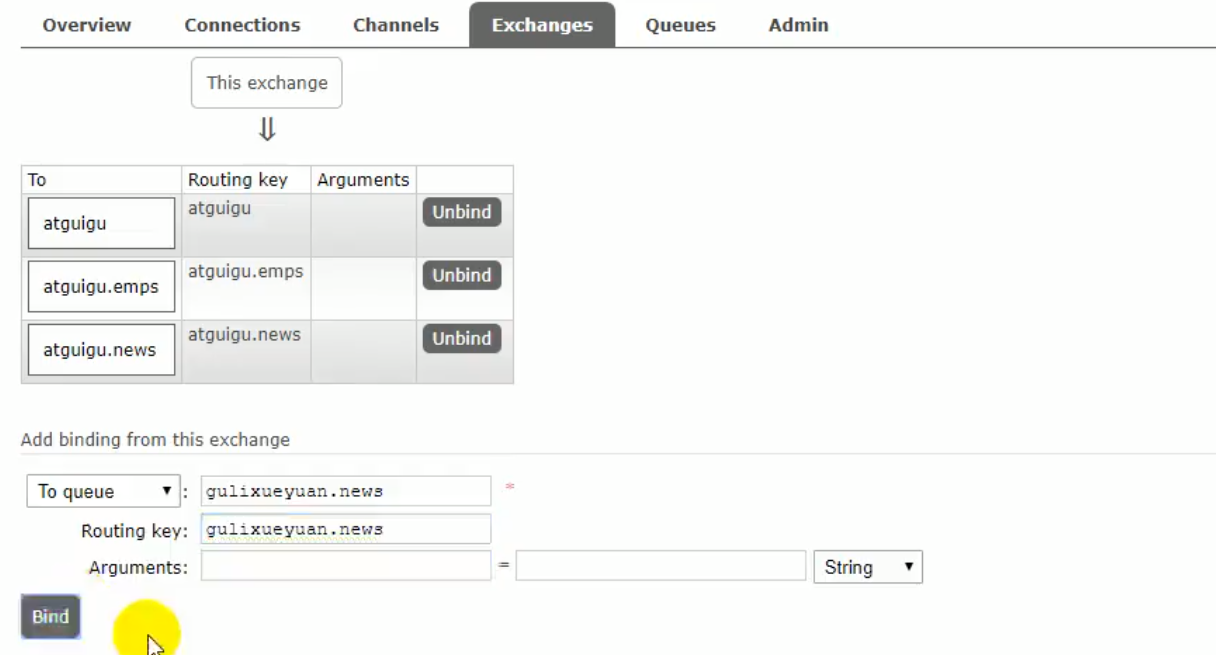 Overview Connections Channels Exchanges Queues Admin
This exchange
⇓
To Routing key Arguments
atguigu atguigu Unbind
atguigu.emps atguigu.emps Unbind
atguigu.news atguigu.news Unbind
Add binding from this exchange
To queue ▼ : gulixueyuan.news *
Routing key: gulixueyuan.news
Arguments: = String ▼
Bind